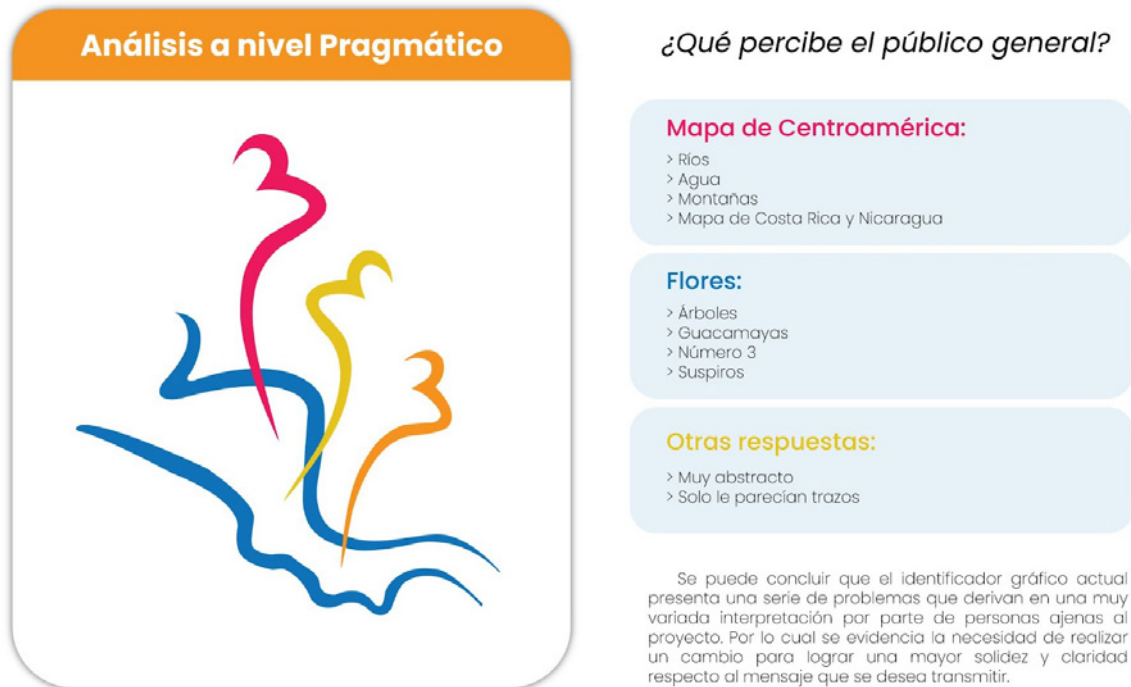 Análisis a nivel Pragmático
¿Qué percibe el público general?
Mapa de Centroamérica:
> Ríos
> Agua
> Montañas
> Mapa de Costa Rica y Nicaragua
Flores:
> Árboles
> Guacamayas
> Número 3
> Suspiros
Otras respuestas:
> Muy abstracto
> Solo le parecían trazos
Se puede concluir que el identificador gráfico actual
presenta una serie de problemas que derivan en una muy
variada interpretación por parte de personas ajenas al
proyecto. Por lo cual se evidencia la necesidad de realizar
un cambio para lograr una mayor solidez y claridad
respecto al mensaje que se desea transmitir.